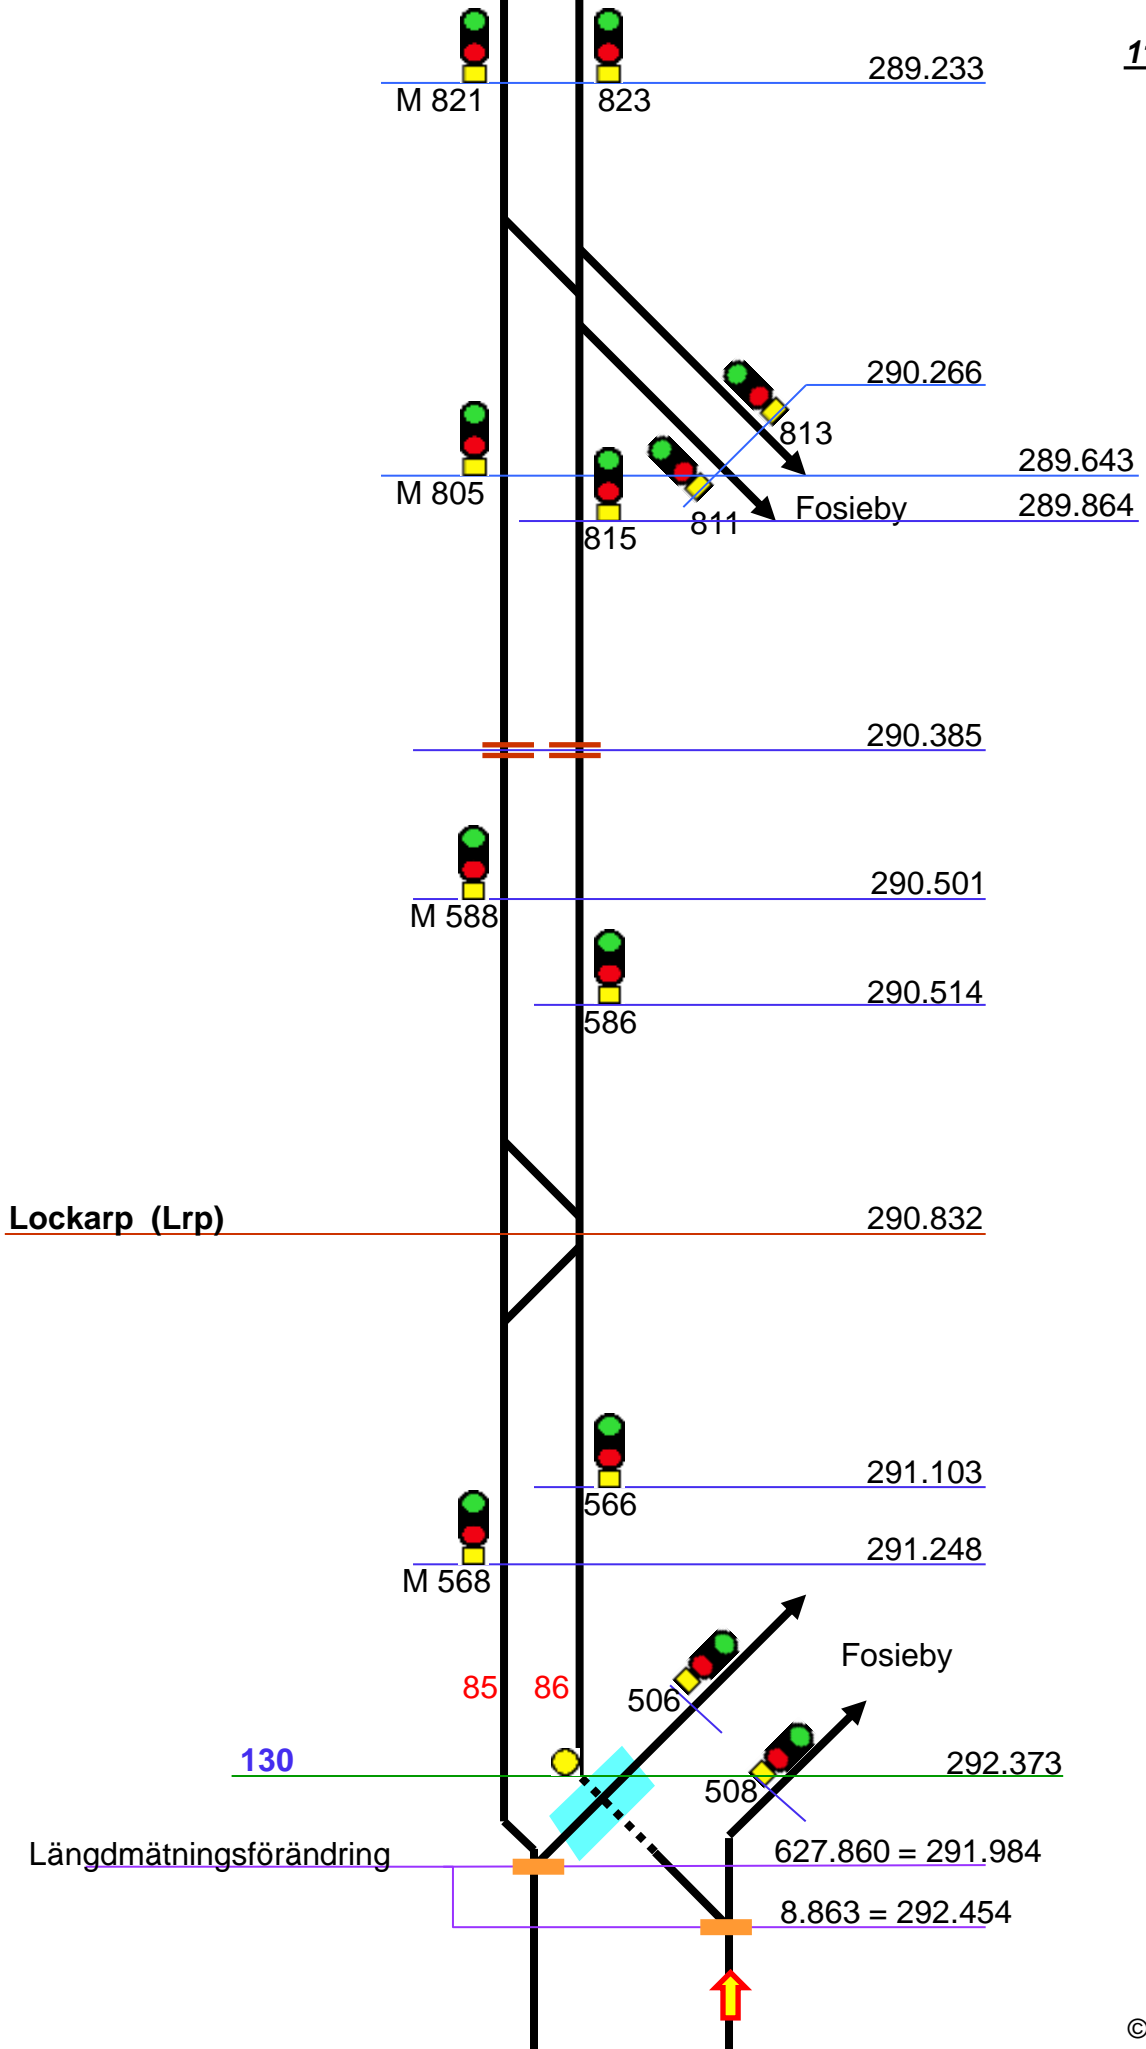 289.233
M 821
823
290.266
813
289.643
M 805
Fosieby
289.864
811
815
290.385
290.501
M 588
290.514
586
Lockarp (Lrp)
290.832
291.103
566
291.248
M 568
Fosieby
85
86
506
130
292.373
508
Längdmätningsförändring
627.860 = 291.984
8.863 = 292.454
©